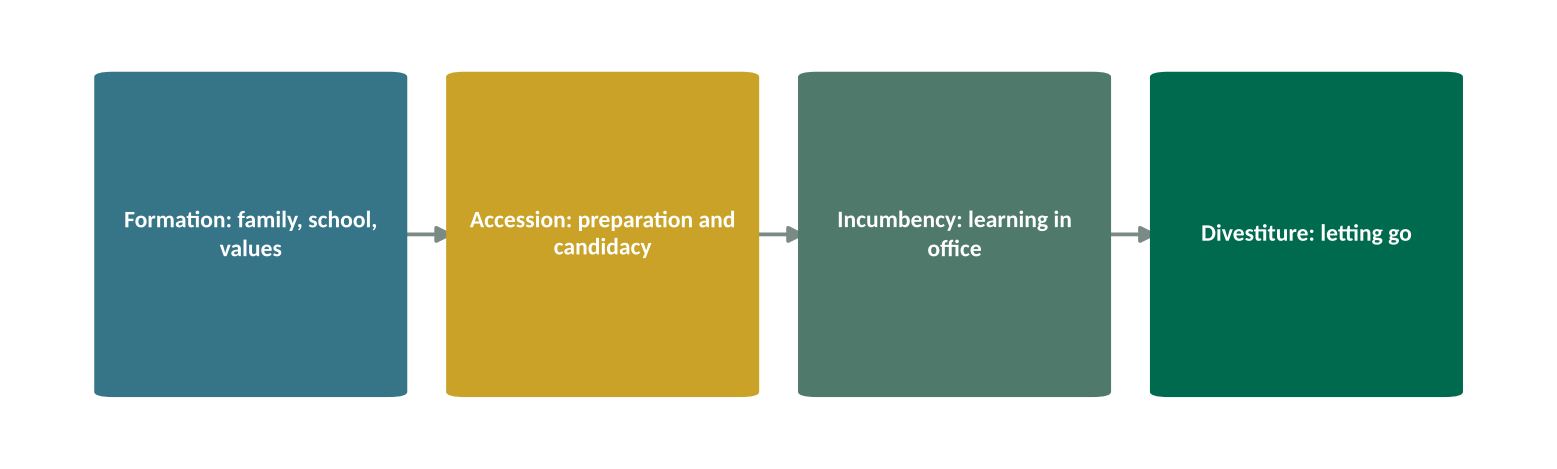 Formation: family, school,
values
Accession: preparation and
candidacy
Incumbency: learning in
office
Divestiture: letting go